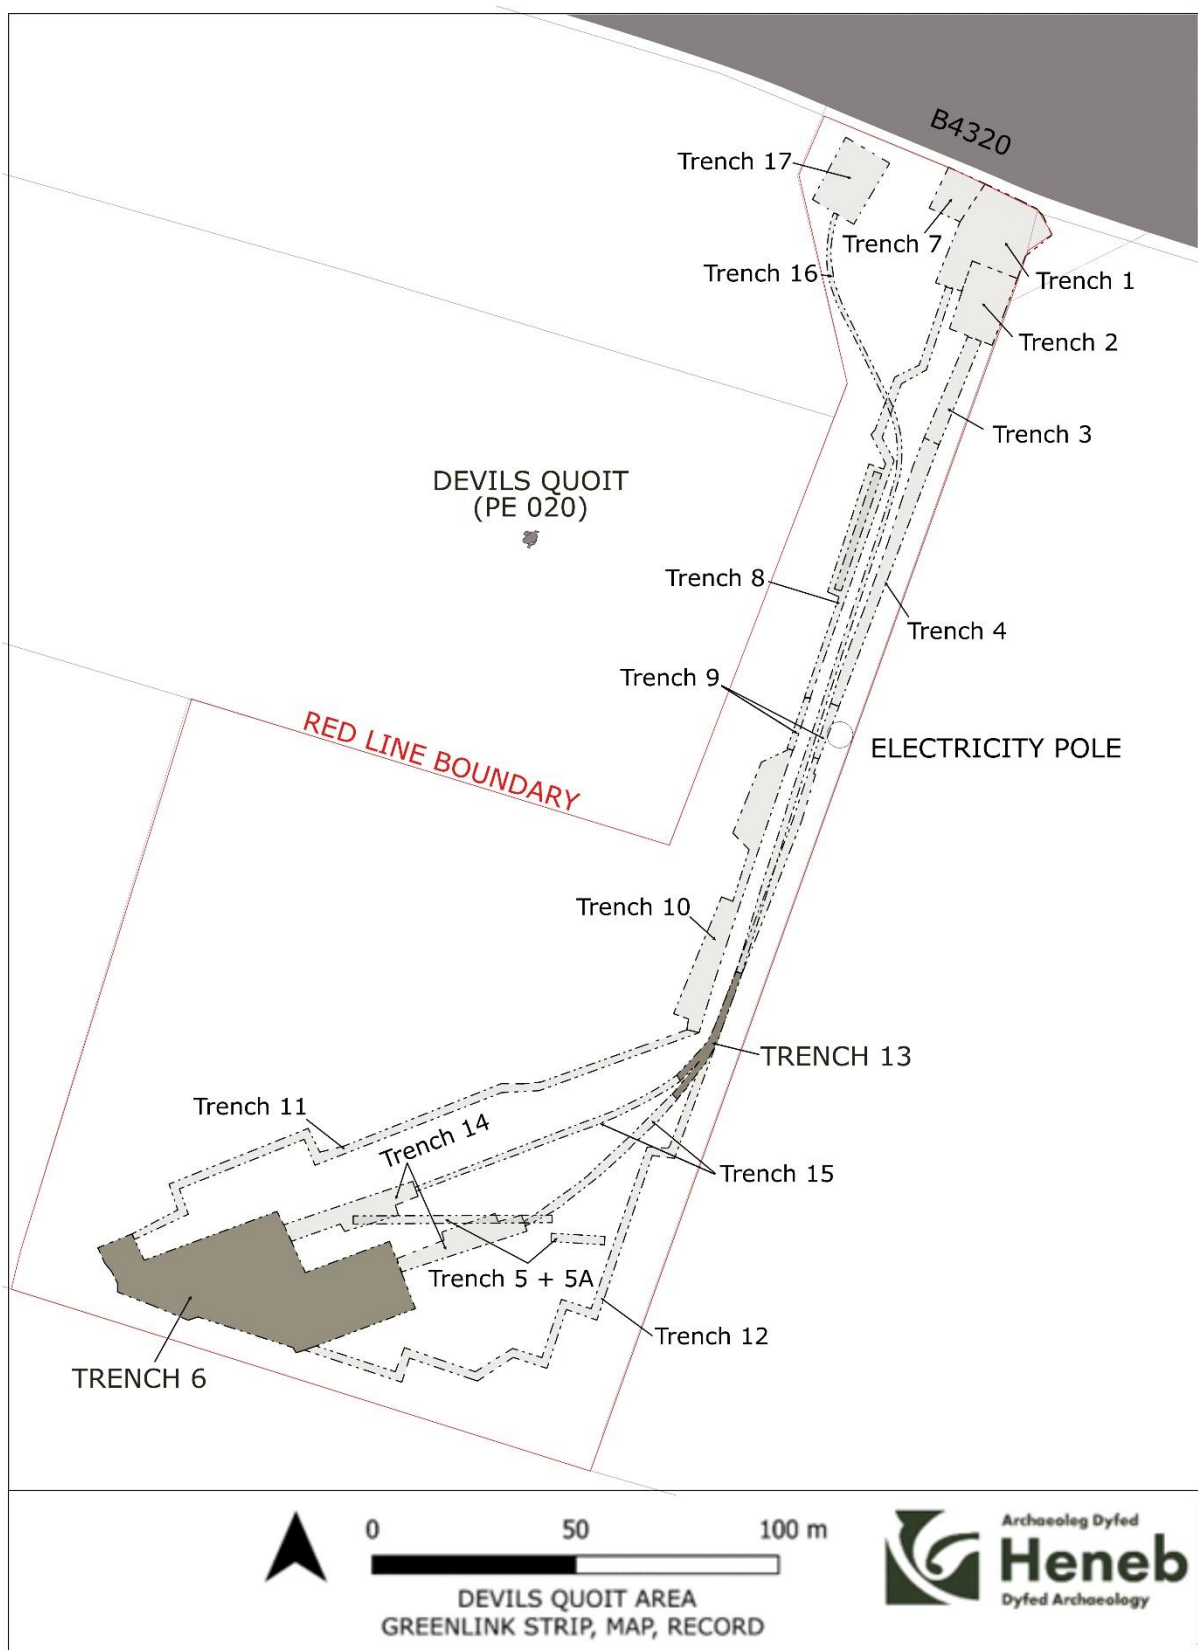 B4320
Trench 17
Trench 7
Trench 16
Trench 1
Trench 2
Trench 3
DEVILS QUOIT
(PE 020)
Trench 8
Trench 4
Trench 9
RED LINE BOUNDARY
ELECTRICITY POLE
Trench 10
TRENCH 13
Trench 11
Trench 14
Trench 15
Trench 5 + 5A
Trench 12
TRENCH 6
0 50 100 m
DEVILS QUOIT AREA
GREENLINK STRIP, MAP, RECORD
Archaeoleg Dyfed
Heneb
Dyfed Archaeology